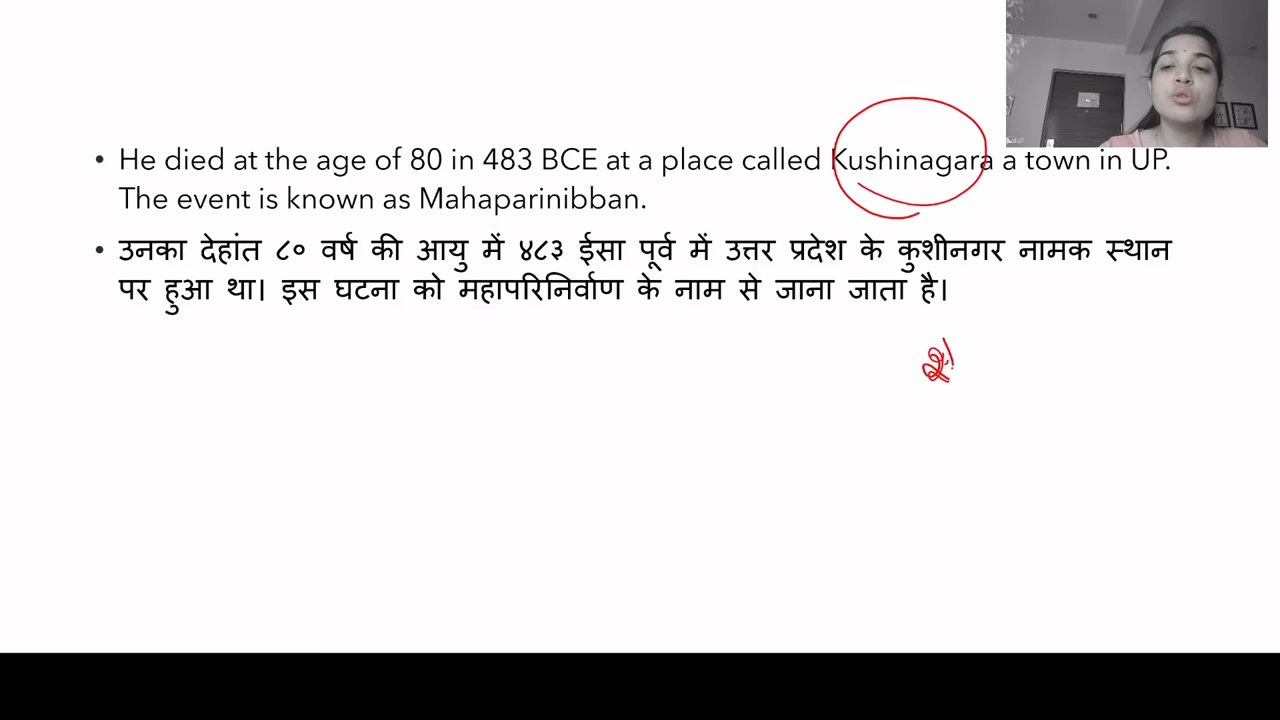 • He died at the age of 80 in 483 BCE at a place called Kushinagara a town in UP.
The event is known as Mahaparinibban.
• उनका देहांत ८० वर्ष की आयु में ४८३ ईसा पूर्व में उत्तर प्रदेश के कुशीनगर नामक स्थान
पर हुआ था। इस घटना को महापरिनिर्वाण के नाम से जाना जाता है।